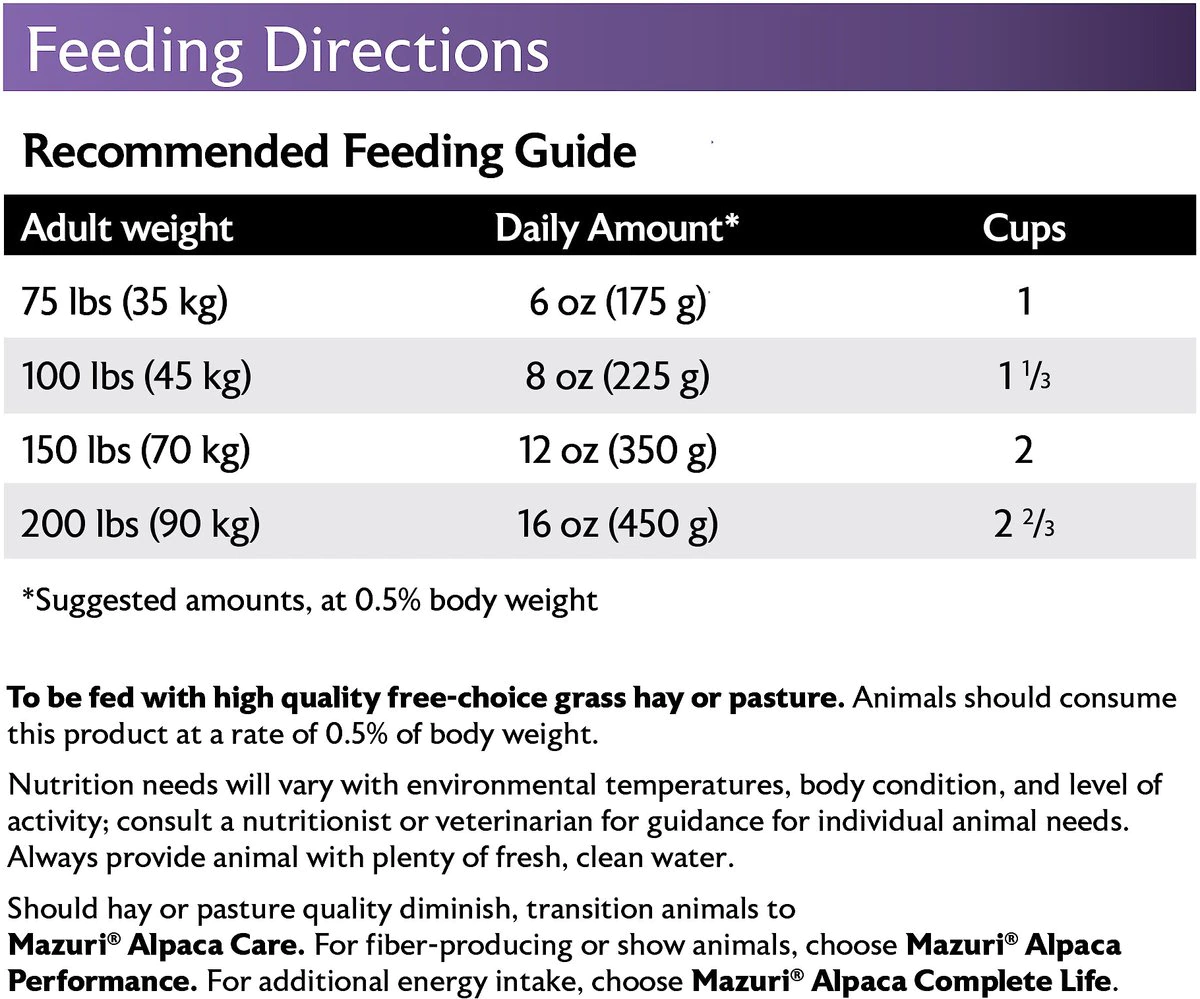 Feeding Directions
Recommended Feeding Guide
Adult weight Daily Amount* Cups
75 lbs (35 kg) 6 oz (175 g) 1
100 lbs (45 kg) 8 oz (225 g) 1 1/3
150 lbs (70 kg) 12 oz (350 g) 2
200 lbs (90 kg) 16 oz (450 g) 2 2/3
*Suggested amounts, at 0.5% body weight
To be fed with high quality free-choice grass hay or pasture. Animals should consume
this product at a rate of 0.5% of body weight.
Nutrition needs will vary with environmental temperatures, body condition, and level of
activity; consult a nutritionist or veterinarian for guidance for individual animal needs.
Always provide animal with plenty of fresh, clean water.
Should hay or pasture quality diminish, transition animals to
Mazuri® Alpaca Care. For fiber-producing or show animals, choose Mazuri® Alpaca
Performance. For additional energy intake, choose Mazuri® Alpaca Complete Life.